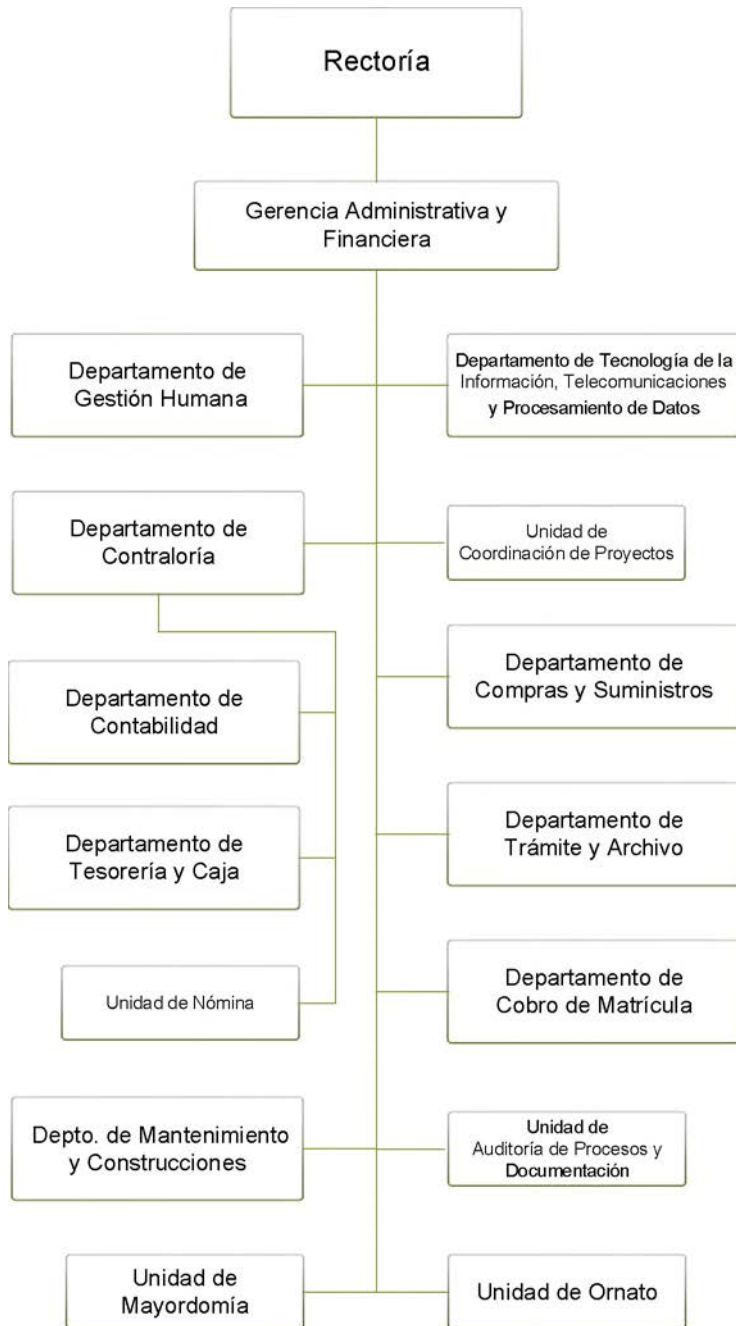 Rectoría
Gerencia Administrativa y
Financiera
Departamento de
Gestión Humana
Departamento de Tecnología de la
Información, Telecomunicaciones
y Procesamiento de Datos
Departamento de
Contraloría
Unidad de
Coordinación de Proyectos
Departamento de
Contabilidad
Departamento de
Compras y Suministros
Departamento de
Tesorería y Caja
Departamento de
Trámite y Archivo
Unidad de Nómina
Departamento de
Cobro de Matrícula
Depto. de Mantenimiento
y Construcciones
Unidad de
Auditoría de Procesos y
Documentación
Unidad de
Mayordomía
Unidad de Ornato